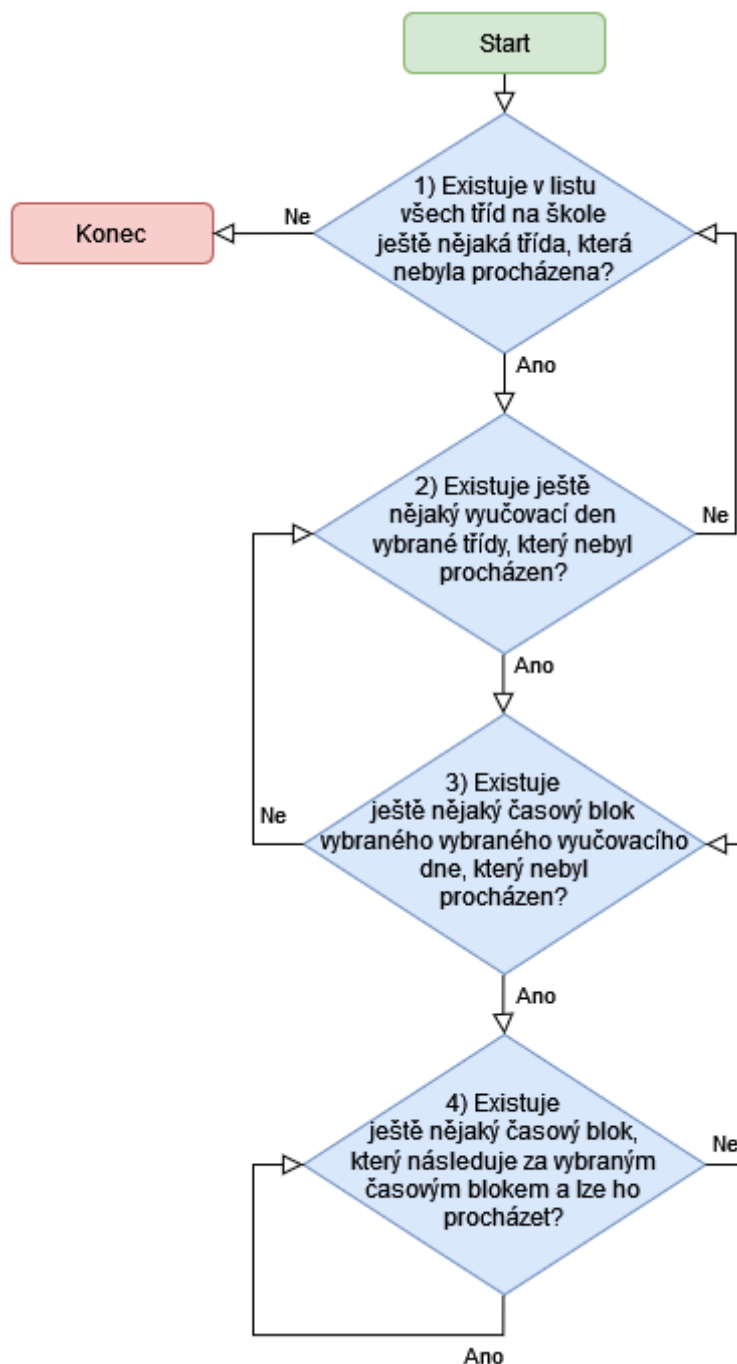 Start
1) Existuje v listu
všech tříd na škole
ještě nějaká třída, která
nebyla procházena?
Ne
Konec
Ano
2) Existuje ještě
nějaký vyučovací den
vybrané třídy, který nebyl
procházen?
Ne
Ano
3) Existuje
ještě nějaký časový blok
vybraného vybraného vyučovacího
dne, který nebyl
procházen?
Ne
Ano
4) Existuje
ještě nějaký časový blok,
který následuje za vybraným
časovým blokem a lze ho
procházet?
Ne
Ano